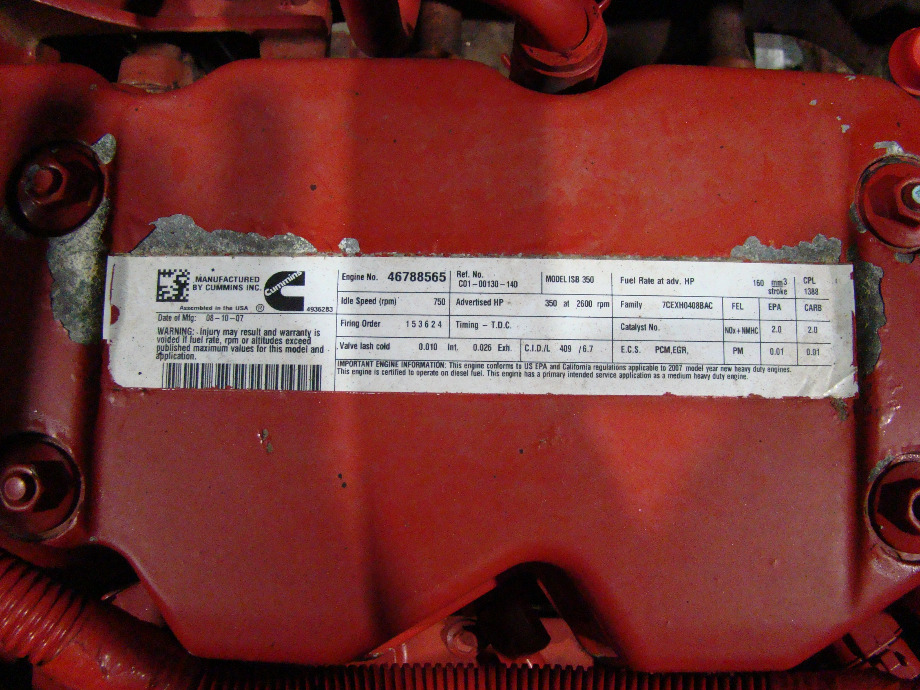 MANUFACTURED
BY CUMMINS INC.
Cummins
Assembled in the USA
4936283
Date of Mfg: 08-10-07
WARNING: Injury may result and warranty is
voided if fuel rate, rpm or altitudes exceed
published maximum values for this model and
application.
Engine No. 46788565
Ref. No.
C01-00130-140
MODEL ISB 350
Fuel Rate at adv. HP 160 mm3
stroke
CPL
1388
Idle Speed (rpm) 750
Advertised HP 350 at 2600 rpm
Family 7CEXH0408BAC
FEL EPA CARB
Firing Order 1 5 3 6 2 4
Timing - T.D.C.
Catalyst No.
NOx + NMHC 2.0 2.0
Valve lash cold 0.010 Int. 0.026 Exh.
C.I.D./L 409 /6.7
E.C.S. PCM,EGR,
PM 0.01 0.01
IMPORTANT ENGINE INFORMATION: This engine conforms to US EPA and California regulations applicable to 2007 model year new heavy duty engines.
This engine is certified to operate on diesel fuel. This engine has a primary intended service application as a medium heavy duty engine.